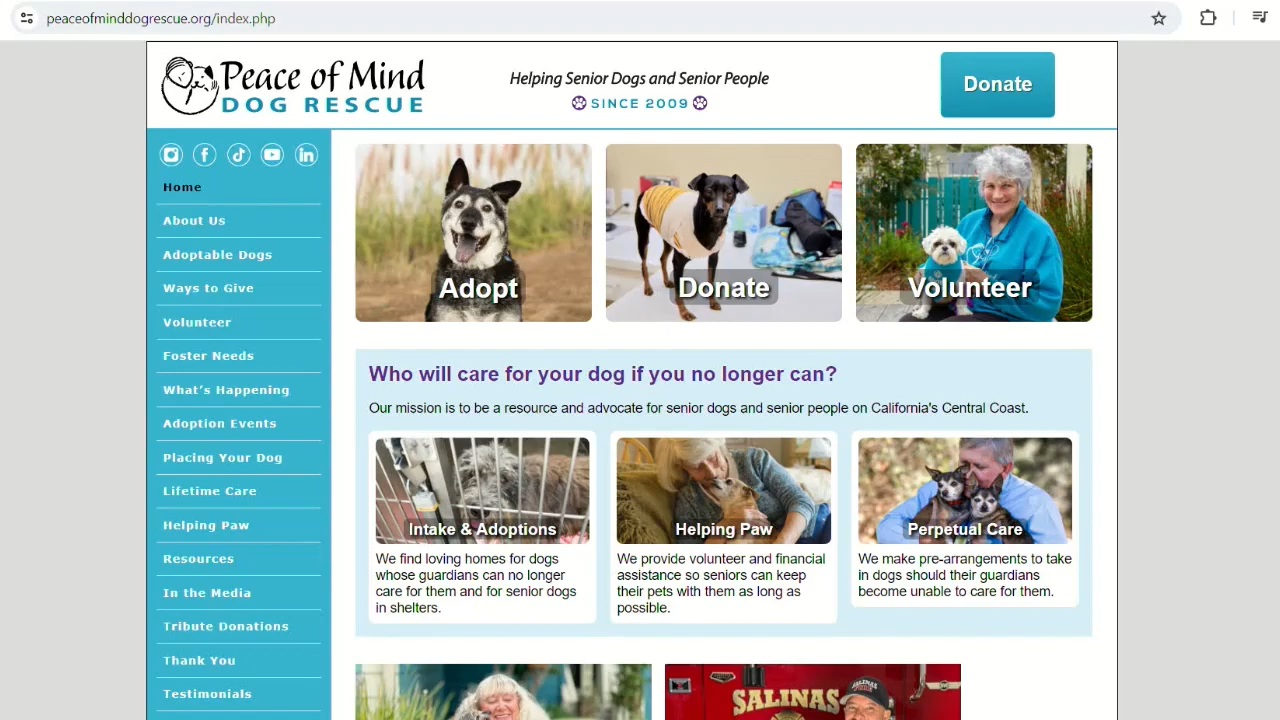 peaceofminddogrescue.org/index.php
Peace of Mind
DOG RESCUE
Helping Senior Dogs and Senior People
SINCE 2009
Donate
Home
About Us
Adoptable Dogs
Ways to Give
Volunteer
Foster Needs
What's Happening
Adoption Events
Placing Your Dog
Lifetime Care
Helping Paw
Resources
In the Media
Tribute Donations
Thank You
Testimonials
Adopt
Donate
Volunteer
Who will care for your dog if you no longer can?
Our mission is to be a resource and advocate for senior dogs and senior people on California's Central Coast.
Intake & Adoptions
We find loving homes for dogs
whose guardians can no longer
care for them and for senior dogs
in shelters.
Helping Paw
We provide volunteer and financial
assistance so seniors can keep
their pets with them as long as
possible.
Perpetual Care
We make pre-arrangements to take
in dogs should their guardians
become unable to care for them.
SALINAS